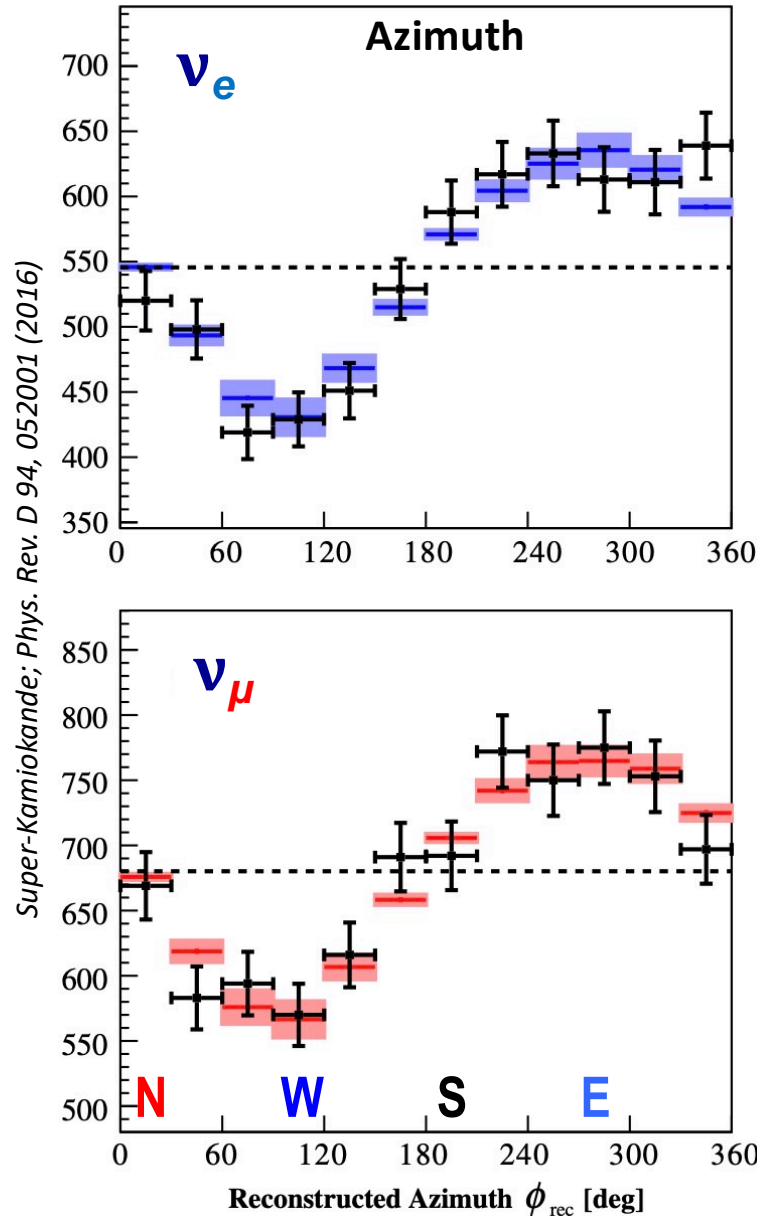 Azimuth
νe
700
650
600
550
500
450
400
350
0 60 120 180 240 300 360
Super-Kamiokande; Phys. Rev. D 94, 052001 (2016)
νμ
850
800
750
700
650
600
550
500
N W S E
0 60 120 180 240 300 360
Reconstructed Azimuth ϕrec [deg]